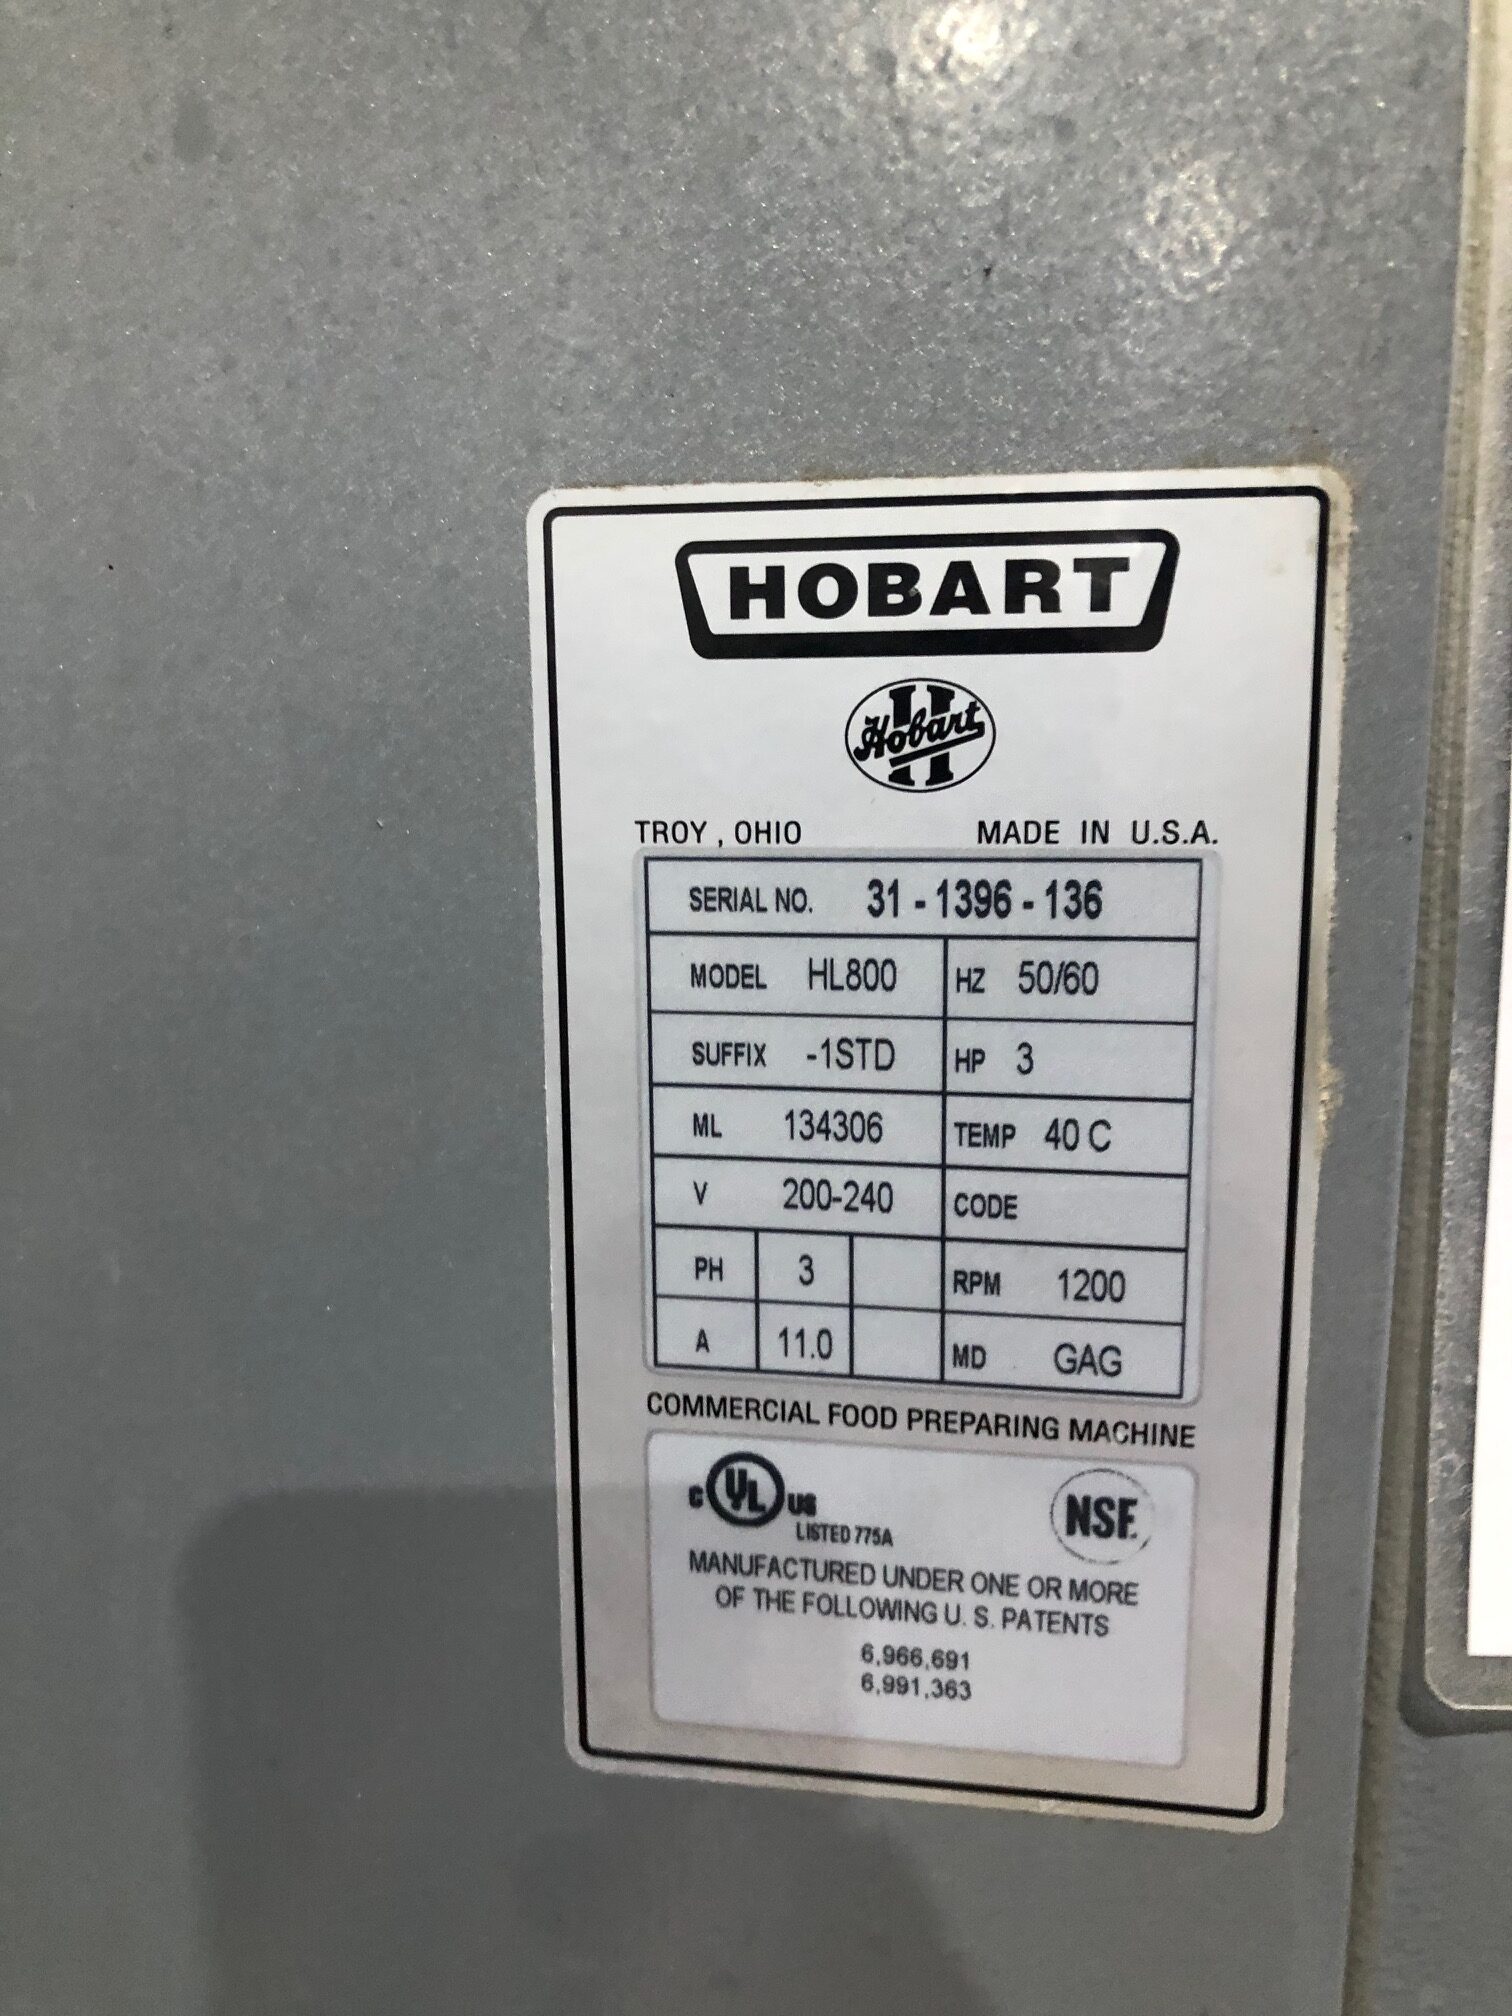 HOBART
H Hobart
TROY , OHIO MADE IN U.S.A.
SERIAL NO. 31 - 1396 - 136
MODEL HL800 HZ 50/60
SUFFIX -1STD HP 3
ML 134306 TEMP 40 C
V 200-240 CODE
PH 3 RPM 1200
A 11.0 MD GAG
COMMERCIAL FOOD PREPARING MACHINE
C UL US NSF.
LISTED 775A
MANUFACTURED UNDER ONE OR MORE
OF THE FOLLOWING U. S. PATENTS
6,966,691
6,991,363